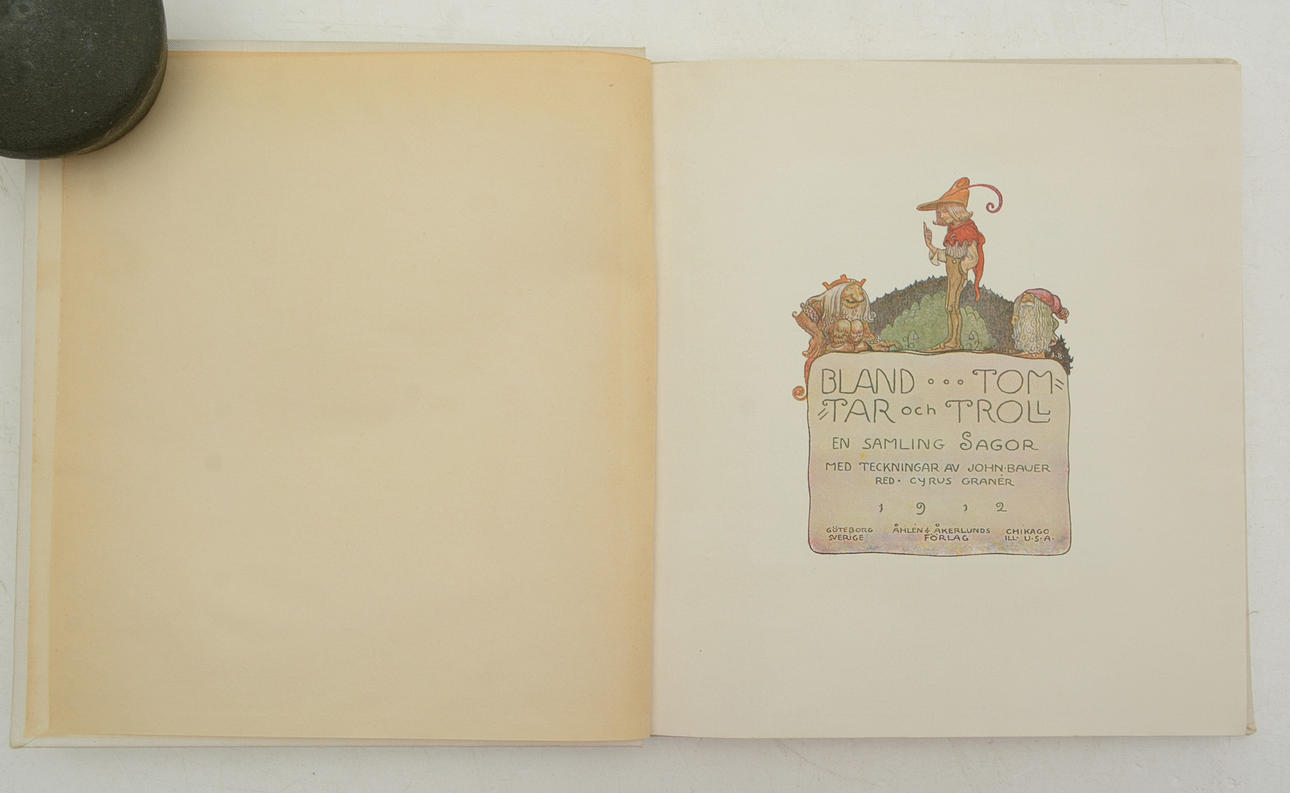 BLAND ∘∘∘ TOM=
=TAR och TROLL
EN SAMLING SAGOR
MED TECKNINGAR AV JOHN·BAUER
RED· CYRUS GRANÉR
1 9 1 2
GÖTEBORG ÅHLÉN & ÅKERLUNDS CHIKAGO
SVERIGE FÖRLAG ILL· U·S·A·